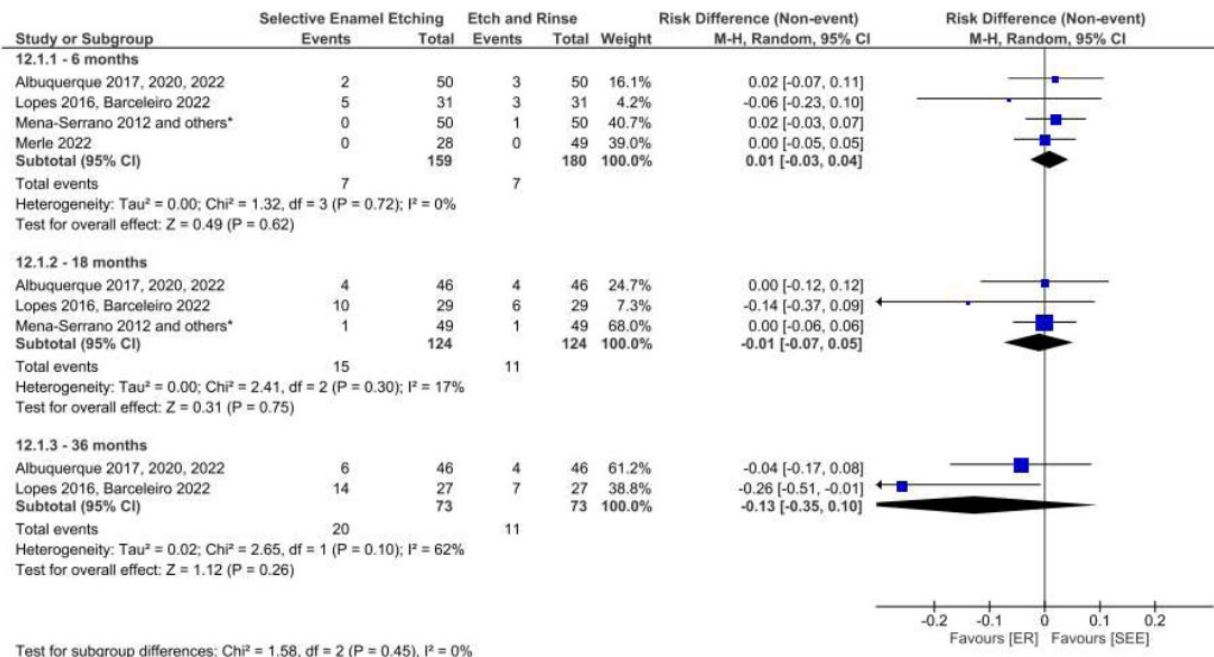 Selective Enamel Etching Etch and Rinse Risk Difference (Non-event) Risk Difference (Non-event)
Study or Subgroup Events Total Events Total Weight M-H, Random, 95% CI M-H, Random, 95% CI
12.1.1 - 6 months
Albuquerque 2017, 2020, 2022 2 50 3 50 16.1% 0.02 [-0.07, 0.11]
Lopes 2016, Barceleiro 2022 5 31 3 31 4.2% -0.06 [-0.23, 0.10]
Mena-Serrano 2012 and others* 0 50 1 50 40.7% 0.02 [-0.03, 0.07]
Merle 2022 0 28 0 49 39.0% 0.00 [-0.05, 0.05]
Subtotal (95% CI) 159 180 100.0% 0.01 [-0.03, 0.04]
Total events 7 7
Heterogeneity: Tau² = 0.00; Chi² = 1.32, df = 3 (P = 0.72); I² = 0%
Test for overall effect: Z = 0.49 (P = 0.62)
12.1.2 - 18 months
Albuquerque 2017, 2020, 2022 4 46 4 46 24.7% 0.00 [-0.12, 0.12]
Lopes 2016, Barceleiro 2022 10 29 6 29 7.3% -0.14 [-0.37, 0.09]
Mena-Serrano 2012 and others* 1 49 1 49 68.0% 0.00 [-0.06, 0.06]
Subtotal (95% CI) 124 124 100.0% -0.01 [-0.07, 0.05]
Total events 15 11
Heterogeneity: Tau² = 0.00; Chi² = 2.41, df = 2 (P = 0.30); I² = 17%
Test for overall effect: Z = 0.31 (P = 0.75)
12.1.3 - 36 months
Albuquerque 2017, 2020, 2022 6 46 4 46 61.2% -0.04 [-0.17, 0.08]
Lopes 2016, Barceleiro 2022 14 27 7 27 38.8% -0.26 [-0.51, -0.01]
Subtotal (95% CI) 73 73 100.0% -0.13 [-0.35, 0.10]
Total events 20 11
Heterogeneity: Tau² = 0.02; Chi² = 2.65, df = 1 (P = 0.10); I² = 62%
Test for overall effect: Z = 1.12 (P = 0.26)
-0.2 -0.1 0 0.1 0.2
Favours [ER] Favours [SEE]
Test for subgroup differences: Chi² = 1.58, df = 2 (P = 0.45), I² = 0%